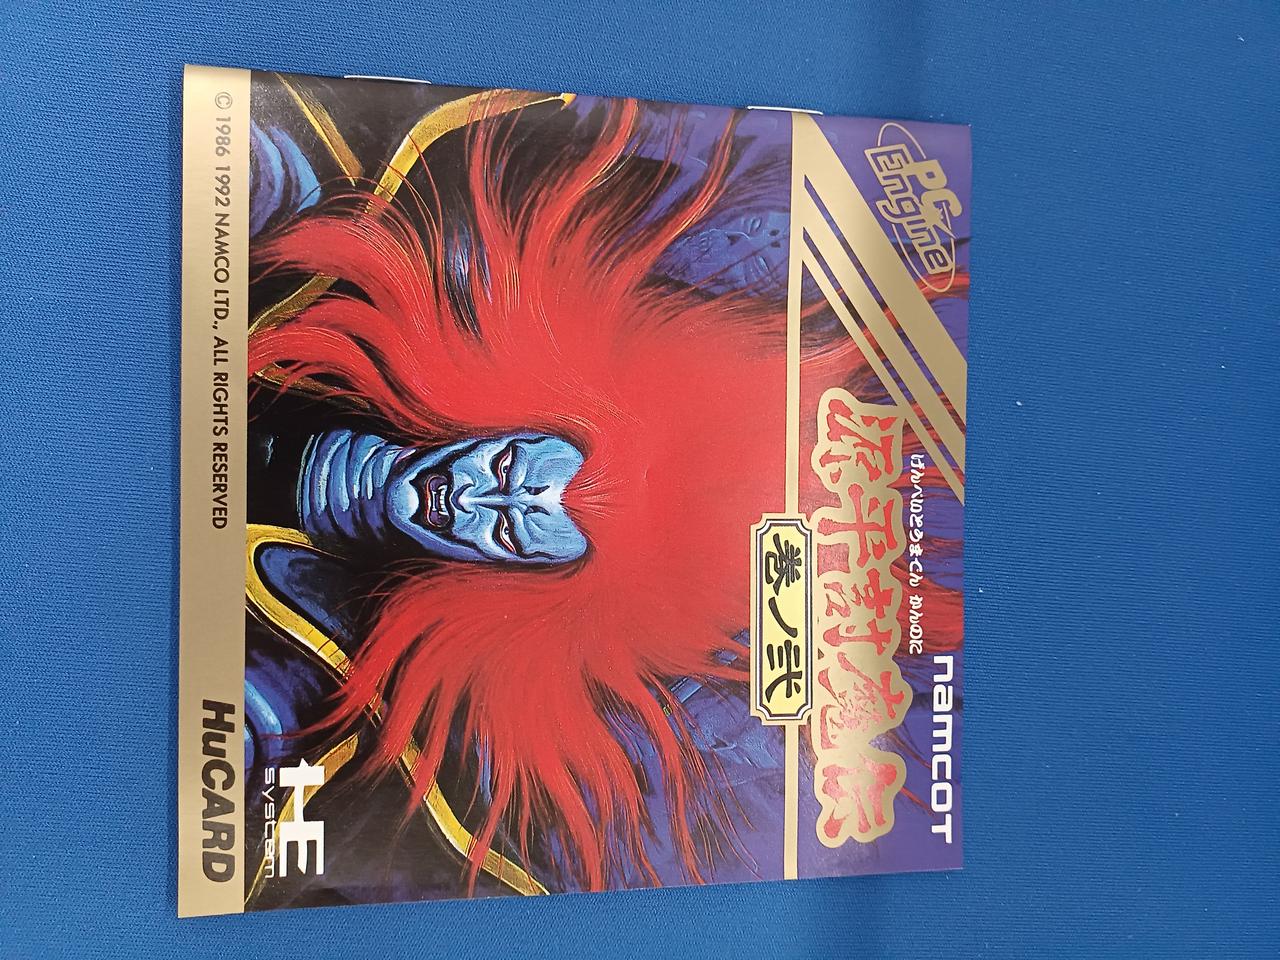 PC Engine
namcot
げんぺいとうまでん かんのに
源平討魔伝
巻ノ弐
HE
system
© 1986 1992 NAMCO LTD., ALL RIGHTS RESERVED
HuCARD